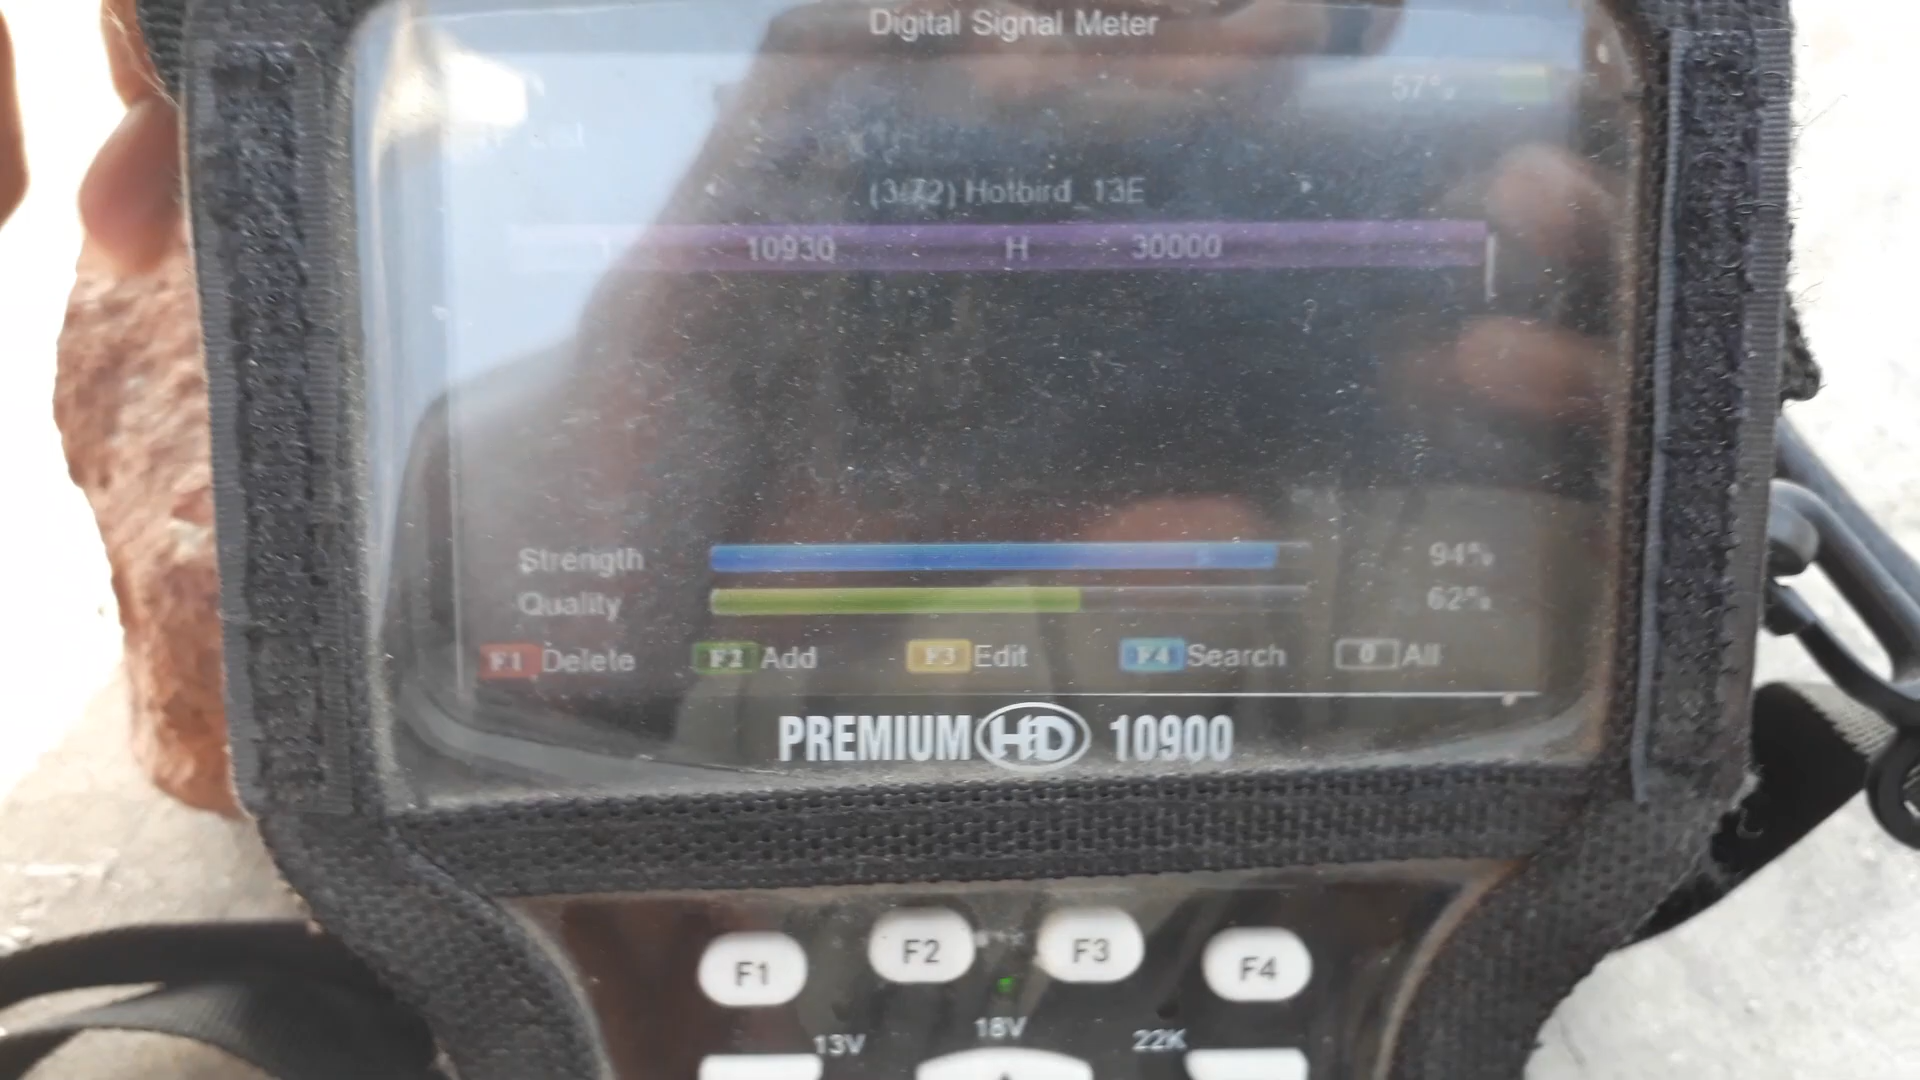 Digital Signal Meter
57%
(3/72) Hotbird_13E
1 10930 H 30000
Strength 94%
Quality 62%
F1 Delete F2 Add F3 Edit F4 Search 0 All
PREMIUM HD 10900
F1 F2 F3 F4
13V 18V 22K